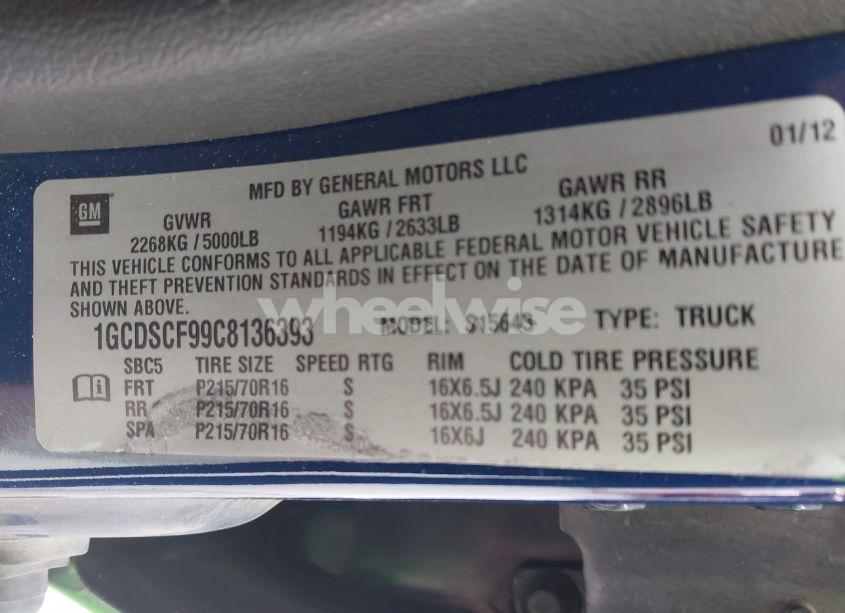 01/12
MFD BY GENERAL MOTORS LLC
GM
GVWR GAWR FRT GAWR RR
2268KG / 5000LB 1194KG / 2633LB 1314KG / 2896LB
THIS VEHICLE CONFORMS TO ALL APPLICABLE FEDERAL MOTOR VEHICLE SAFETY
AND THEFT PREVENTION STANDARDS IN EFFECT ON THE DATE OF MANUFACTURE
SHOWN ABOVE.
wheelwise
1GCDSCF99C8136393 MODEL: S15643 TYPE: TRUCK
SBC5 TIRE SIZE SPEED RTG RIM COLD TIRE PRESSURE
FRT P215/70R16 S 16X6.5J 240 KPA 35 PSI
RR P215/70R16 S 16X6.5J 240 KPA 35 PSI
SPA P215/70R16 S 16X6J 240 KPA 35 PSI
wheelwise
wheelwise